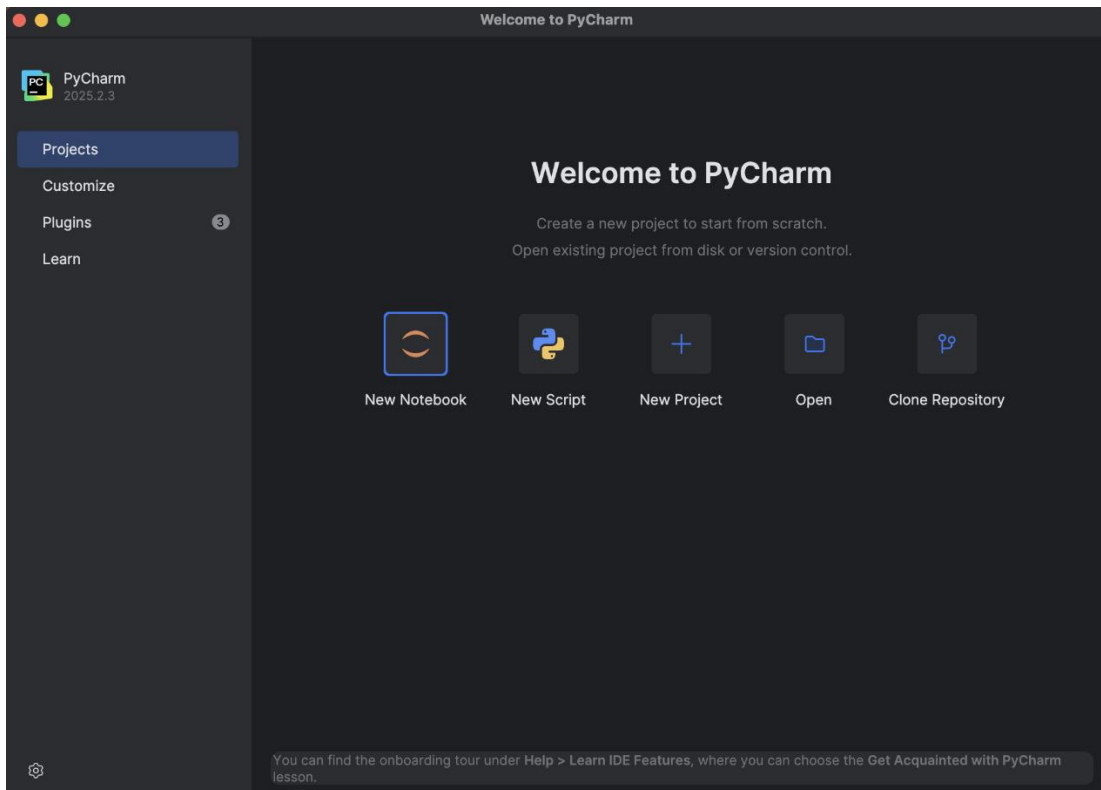 Welcome to PyCharm
PC
PyCharm
2025.2.3
Projects
Customize
Plugins
3
Learn
Welcome to PyCharm
Create a new project to start from scratch.
Open existing project from disk or version control.
New Notebook
New Script
New Project
Open
Clone Repository
You can find the onboarding tour under Help > Learn IDE Features, where you can choose the Get Acquainted with PyCharm
lesson.